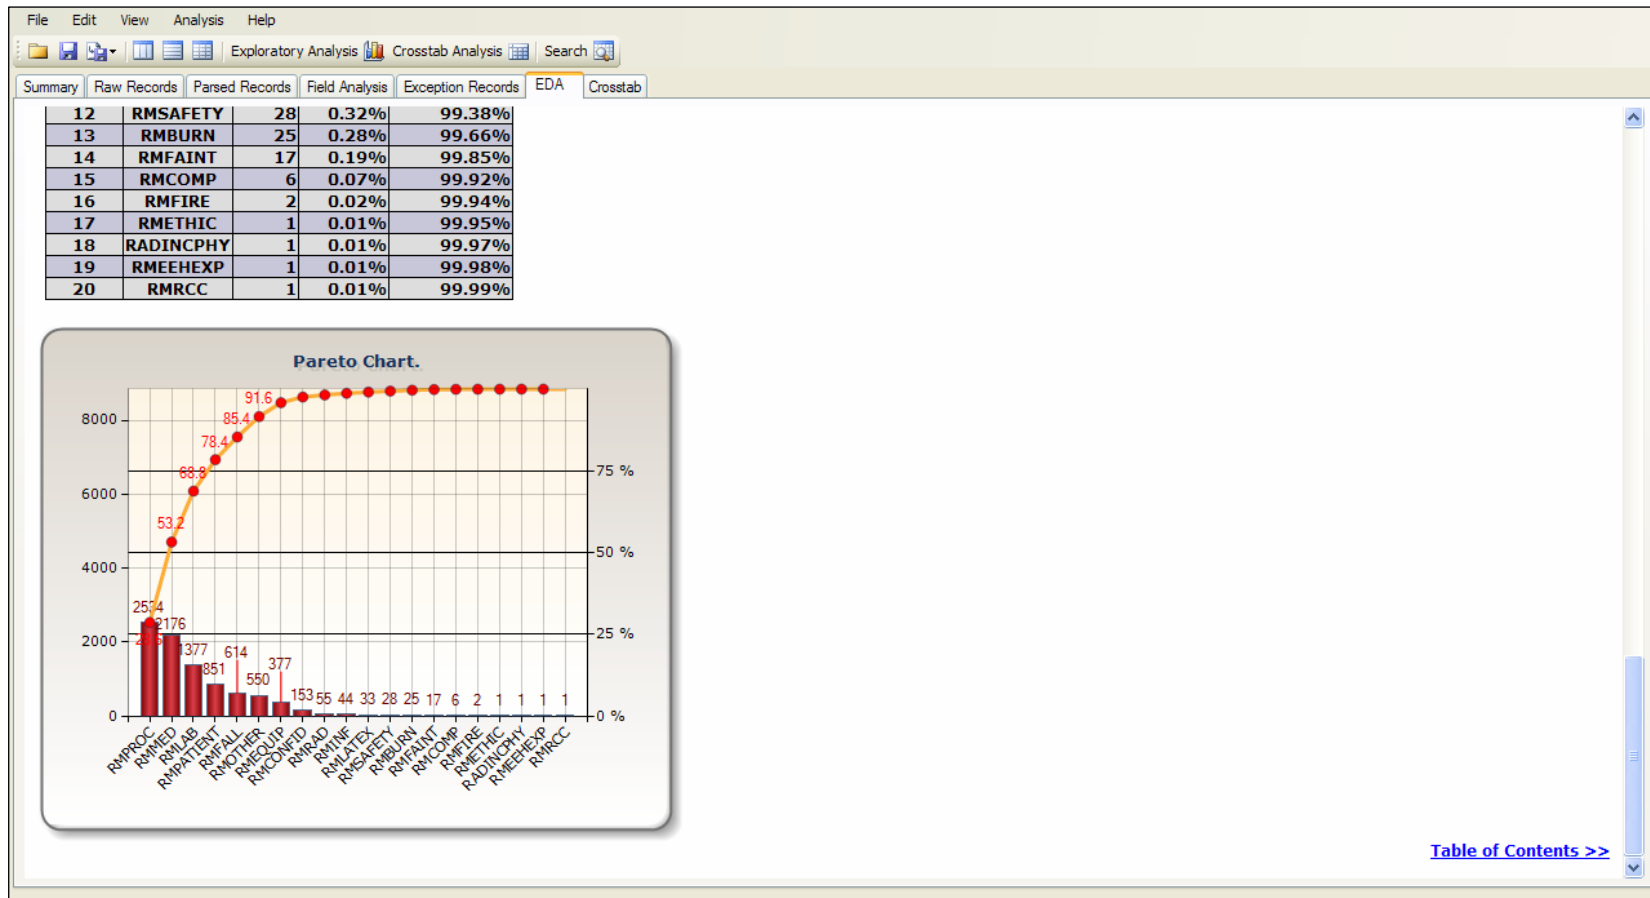 File Edit View Analysis Help
Exploratory Analysis Crosstab Analysis Search
Summary Raw Records Parsed Records Field Analysis Exception Records EDA Crosstab
12 RMSAFETY 28 0.32% 99.38%
13 RMBURN 25 0.28% 99.66%
14 RMFAINT 17 0.19% 99.85%
15 RMCOMP 6 0.07% 99.92%
16 RMFIRE 2 0.02% 99.94%
17 RMETHIC 1 0.01% 99.95%
18 RADINCPHY 1 0.01% 99.97%
19 RMEEHEXP 1 0.01% 99.98%
20 RMRCC 1 0.01% 99.99%
Pareto Chart.
91.6
8000 85.4
78.4
68.8 75 %
6000
53.2
50 %
4000
2534
2176 25 %
2000 1377 614
851 377
550
153 55 44 33 28 25 17 6 2 1 1 1 1
0 0 %
RMPROC RMMED RMLAB RMPATIENT RMFALL RMOTHER RMEQUIP RMCONFID RMRAD RMINF RMLATEX RMSAFETY RMBURN RMFAINT RMCOMP RMFIRE RMETHIC RADINCPHY RMEEHEXP RMRCC
Table of Contents >>